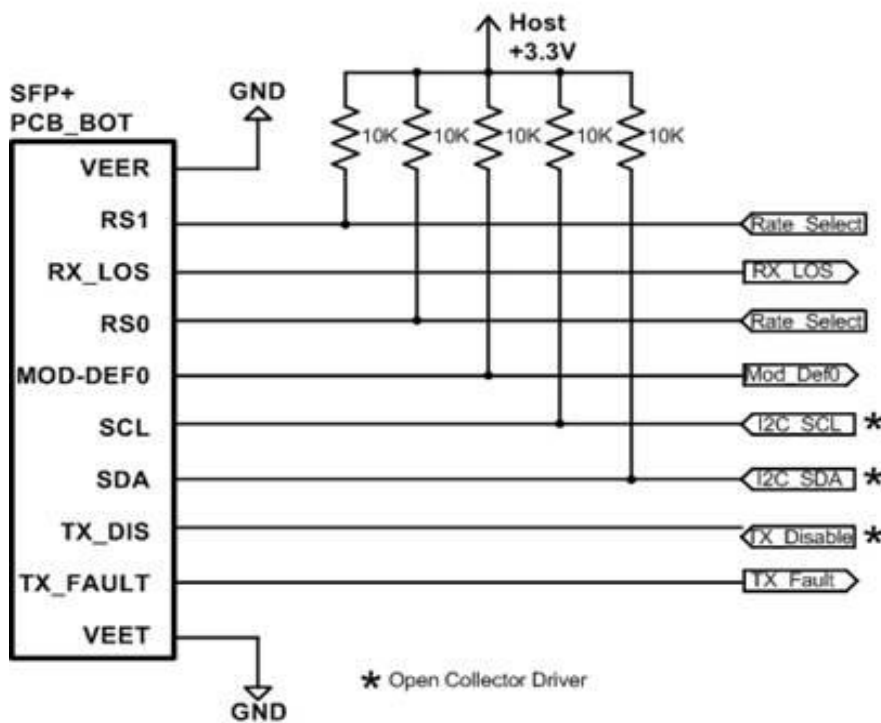 Host
+3.3V
SFP+
PCB_BOT
GND
10K
10K
10K
10K
10K
VEER
RS1
Rate_Select
RX_LOS
RX_LOS
RS0
Rate_Select
MOD-DEF0
Mod_Def0
SCL
I2C_SCL *
SDA
I2C_SDA *
TX_DIS
TX_Disable *
TX_FAULT
TX_Fault
VEET
* Open Collector Driver
GND